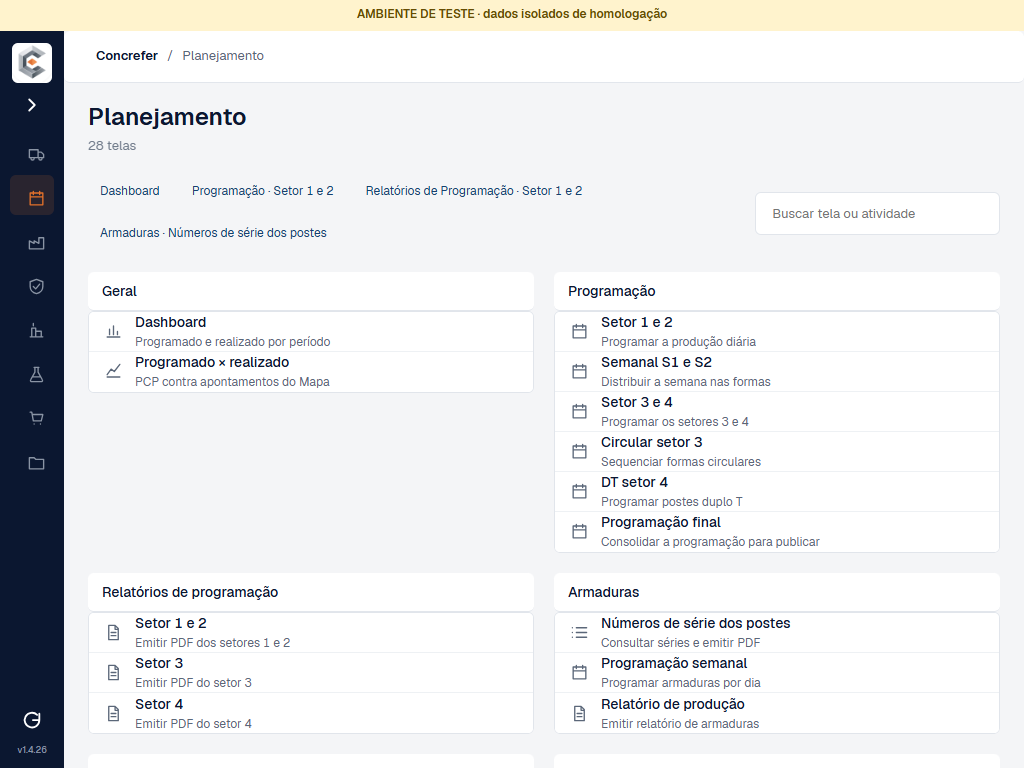 AMBIENTE DE TESTE · dados isolados de homologação
Concrefer / Planejamento
Planejamento
28 telas
Dashboard
Programação · Setor 1 e 2
Relatórios de Programação · Setor 1 e 2
Armaduras · Números de série dos postes
Buscar tela ou atividade
Geral
Dashboard
Programado e realizado por período
Programado × realizado
PCP contra apontamentos do Mapa
Programação
Setor 1 e 2
Programar a produção diária
Semanal S1 e S2
Distribuir a semana nas formas
Setor 3 e 4
Programar os setores 3 e 4
Circular setor 3
Sequenciar formas circulares
DT setor 4
Programar postes duplo T
Programação final
Consolidar a programação para publicar
Relatórios de programação
Setor 1 e 2
Emitir PDF dos setores 1 e 2
Setor 3
Emitir PDF do setor 3
Setor 4
Emitir PDF do setor 4
Armaduras
Números de série dos postes
Consultar séries e emitir PDF
Programação semanal
Programar armaduras por dia
Relatório de produção
Emitir relatório de armaduras
v1.4.26